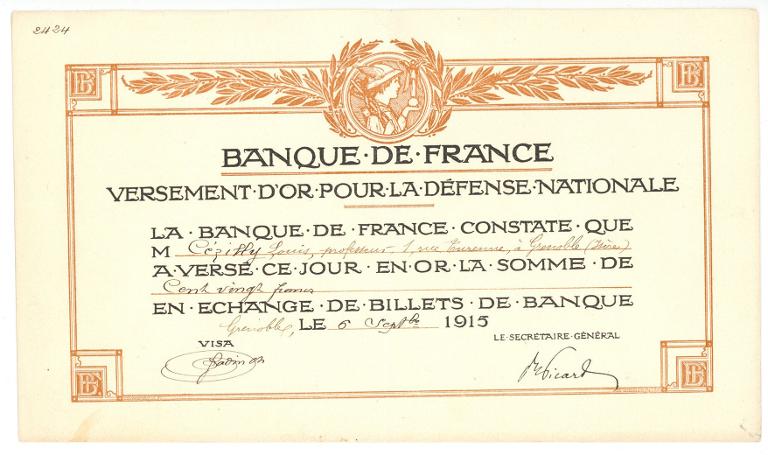 2424
BANQUE·DE·FRANCE
VERSEMENT·D'OR·POUR·LA·DÉFENSE·NATIONALE
LA·BANQUE·DE·FRANCE·CONSTATE·QUE
M Louis, professeur 1, rue Turenne, à Grenoble (Isère)
A·VERSÉ·CE·JOUR·EN·OR·LA·SOMME·DE
Cent vingt francs
EN·ECHANGE·DE·BILLETS·DE·BANQUE
Grenoble, LE 6 Septbre 1915
VISA
LE·SECRÉTAIRE·GÉNÉRAL
Picard